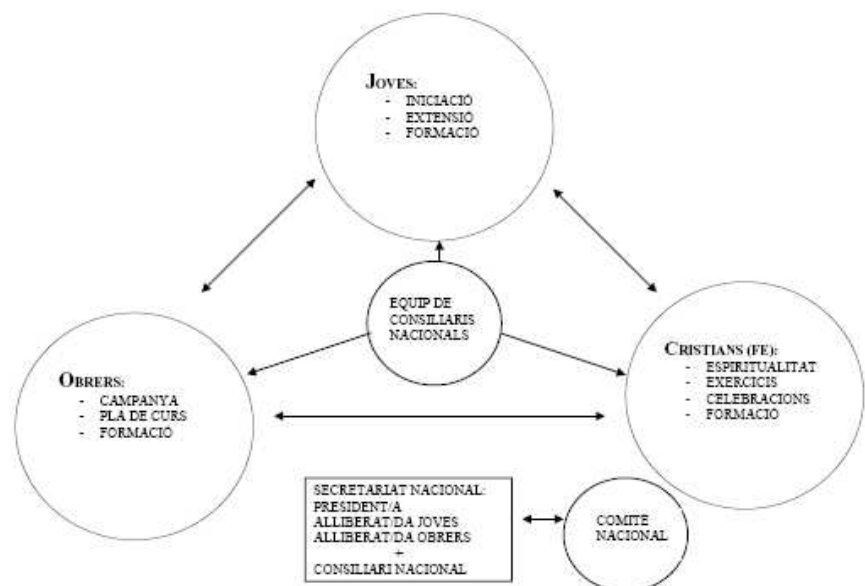 JOVES:
- INICIACIÓ
- EXTENSIÓ
- FORMACIÓ
EQUIP DE
CONSILIARIS
NACIONALS
OBRERS:
- CAMPANYA
- PLA DE CURS
- FORMACIÓ
CRISTIANS (FE):
- ESPIRITUALITAT
- EXERCICIS
- CELEBRACIONS
- FORMACIÓ
SECRETARIAT NACIONAL:
PRESIDENT/A
ALLIBERAT/DA JOVES
ALLIBERAT/DA OBRERS
+
CONSILIARI NACIONAL
COMITÈ
NACIONAL